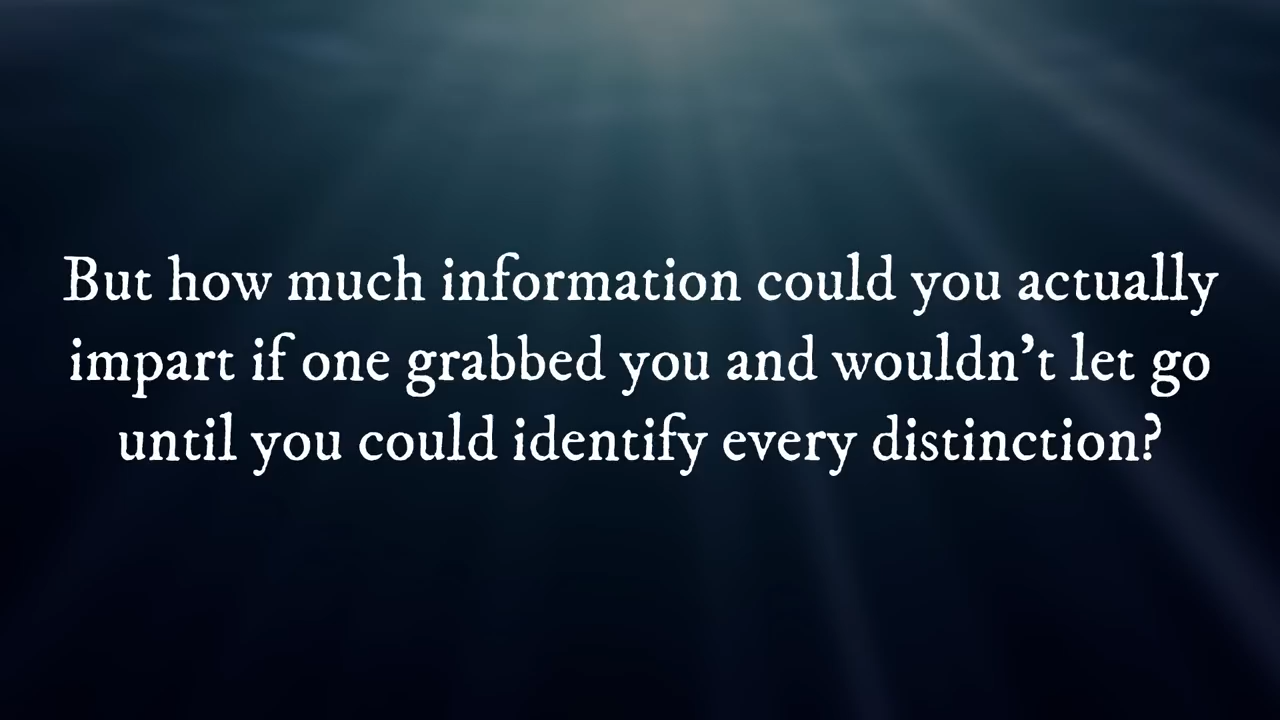 But how much information could you actually
impart if one grabbed you and wouldn’t let go
until you could identify every distinction?